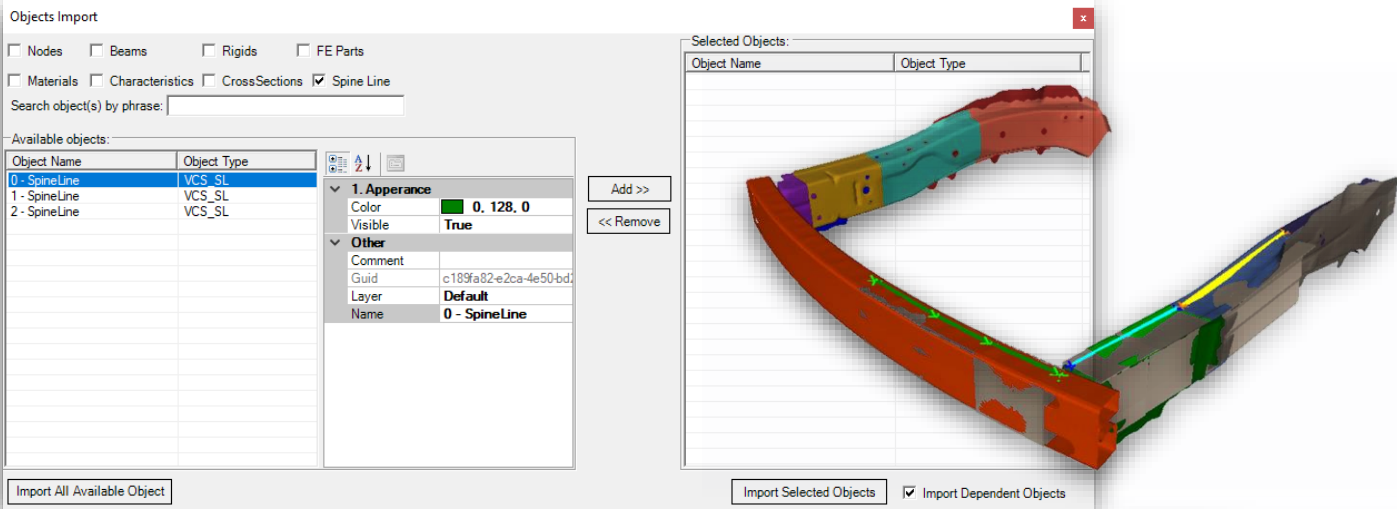 Objects Import
x
Nodes Beams Rigids FE Parts
Materials Characteristics CrossSections Spine Line
Search object(s) by phrase:
Available objects:
Object Name Object Type
0 - SpineLine VCS_SL
1 - SpineLine VCS_SL
2 - SpineLine VCS_SL
1. Apperance
Color 0, 128, 0
Visible True
Other
Comment
Guid c189fa82-e2ca-4e50-bd2
Layer Default
Name 0 - SpineLine
Add >>
<< Remove
Selected Objects:
Object Name Object Type
Import All Available Object
Import Selected Objects
Import Dependent Objects